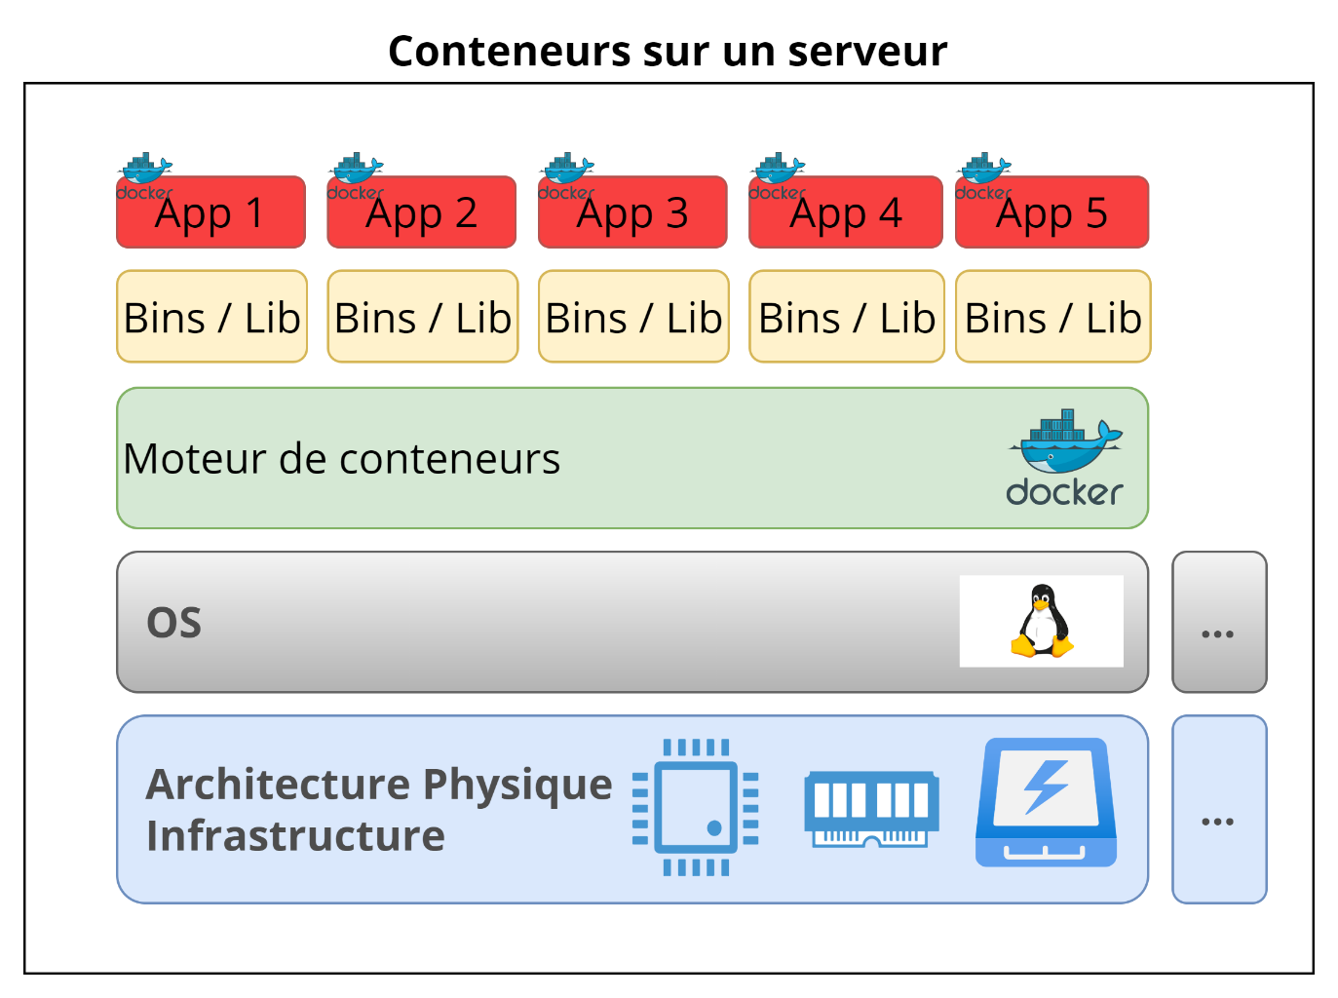 Conteneurs sur un serveur
docker docker docker docker docker
App 1 App 2 App 3 App 4 App 5
Bins / Lib Bins / Lib Bins / Lib Bins / Lib Bins / Lib
Moteur de conteneurs
docker
OS
...
Architecture Physique
Infrastructure
...